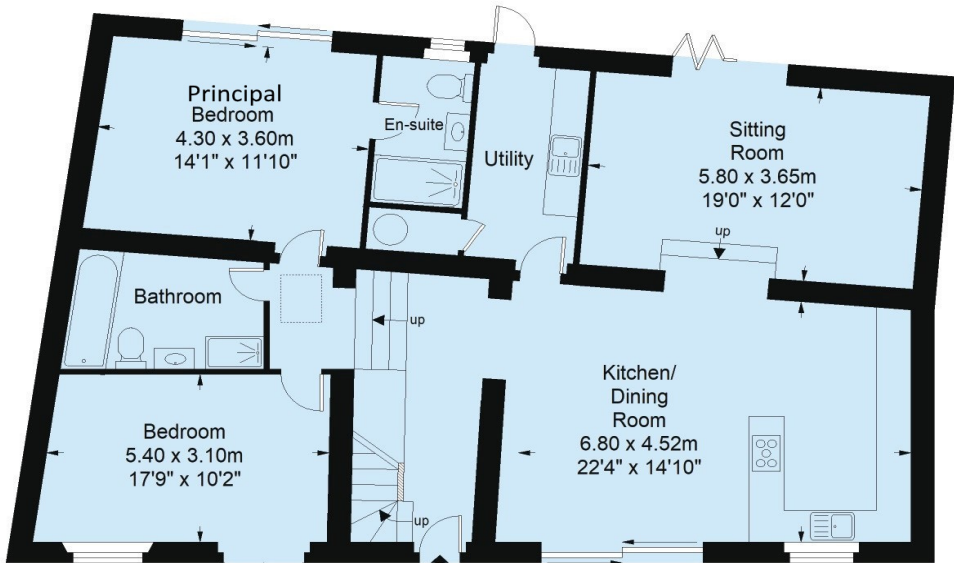 Principal
Bedroom
4.30 x 3.60m
14'1" x 11'10"
En-suite
Utility
Sitting
Room
5.80 x 3.65m
19'0" x 12'0"
up
Bathroom
up
Kitchen/
Dining
Room
6.80 x 4.52m
22'4" x 14'10"
Bedroom
5.40 x 3.10m
17'9" x 10'2"
up